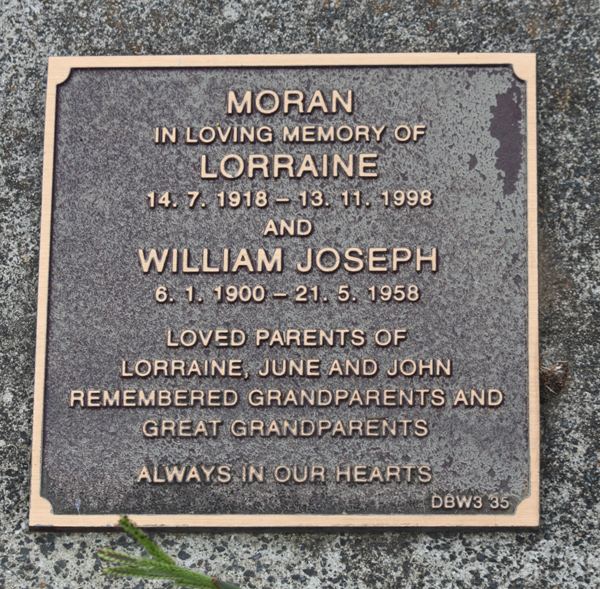 MORAN
IN LOVING MEMORY OF
LORRAINE
14. 7. 1918 – 13. 11. 1998
AND
WILLIAM JOSEPH
6. 1. 1900 – 21. 5. 1958
LOVED PARENTS OF
LORRAINE, JUNE AND JOHN
REMEMBERED GRANDPARENTS AND
GREAT GRANDPARENTS
ALWAYS IN OUR HEARTS
DBW3 35